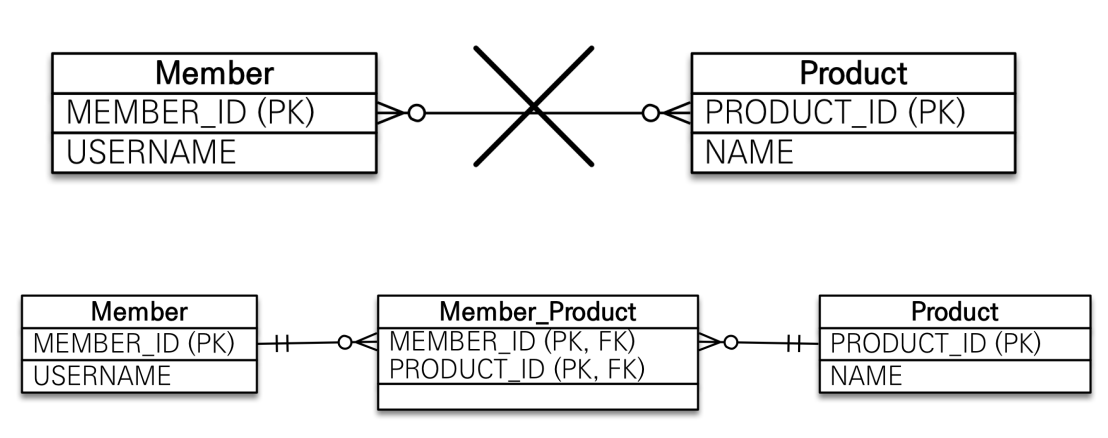 Member
MEMBER_ID (PK)
USERNAME
Product
PRODUCT_ID (PK)
NAME
Member
MEMBER_ID (PK)
USERNAME
Member_Product
MEMBER_ID (PK, FK)
PRODUCT_ID (PK, FK)
Product
PRODUCT_ID (PK)
NAME